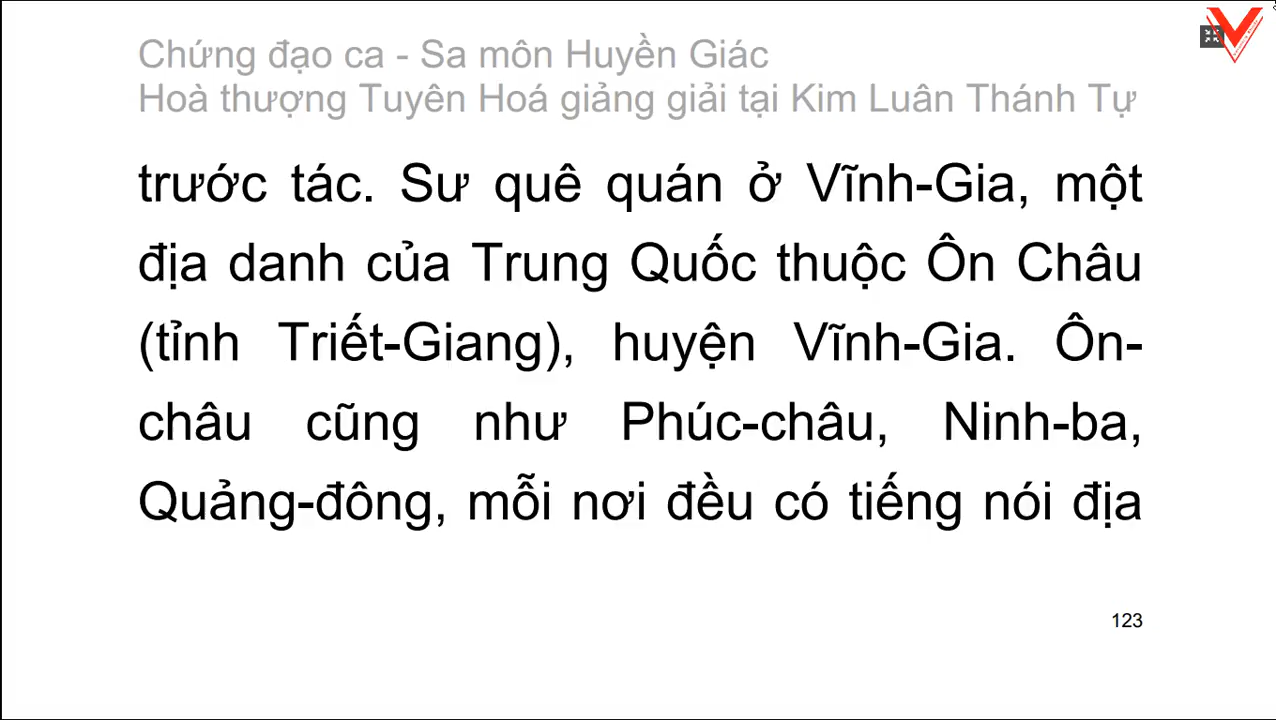 Chứng đạo ca - Sa môn Huyền Giác
Hoà thượng Tuyên Hoá giảng giải tại Kim Luân Thánh Tự
trước tác. Sư quê quán ở Vĩnh-Gia, một
địa danh của Trung Quốc thuộc Ôn Châu
(tỉnh Triết-Giang), huyện Vĩnh-Gia. Ôn-
châu cũng như Phúc-châu, Ninh-ba,
Quảng-đông, mỗi nơi đều có tiếng nói địa
123